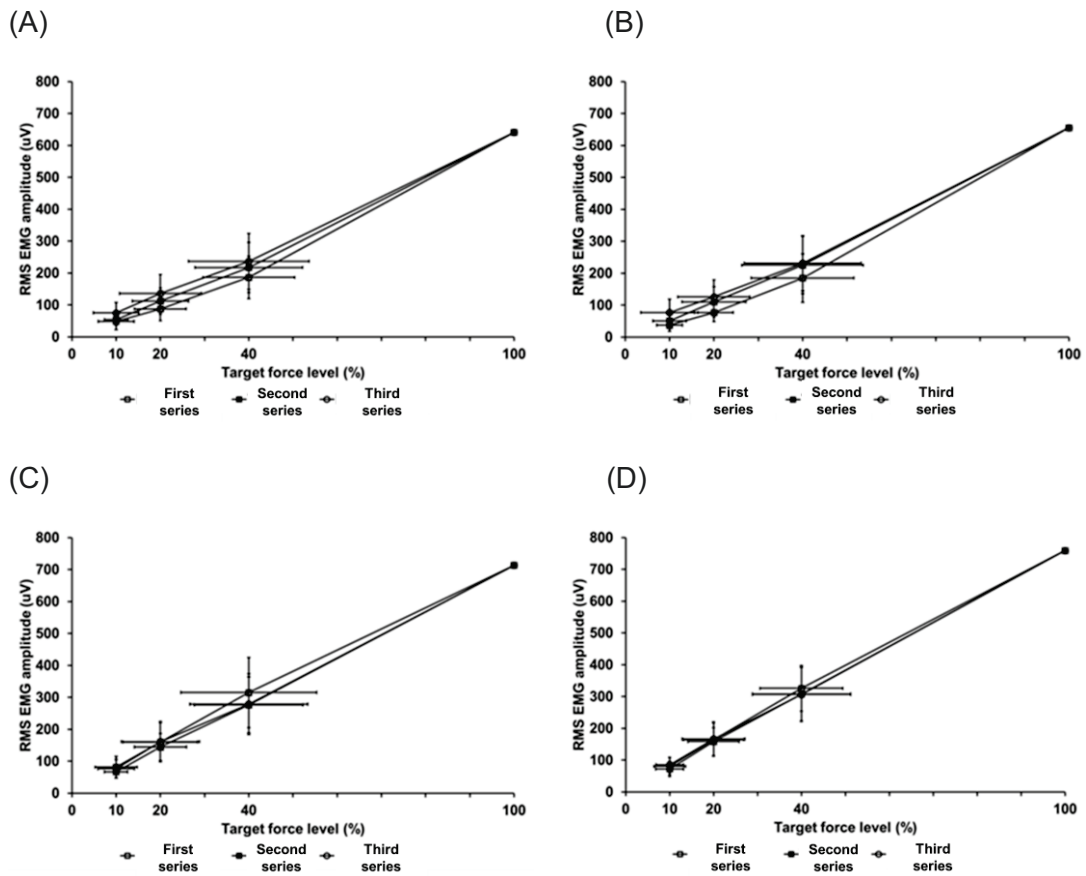 (A)
800
700
600
500
400
300
200
100
0
RMS EMG amplitude (uV)
0 10 20 40 100
Target force level (%)
First series
Second series
Third series
(B)
800
700
600
500
400
300
200
100
0
RMS EMG amplitude (uV)
0 10 20 40 100
Target force level (%)
First series
Second series
Third series
(C)
800
700
600
500
400
300
200
100
0
RMS EMG amplitude (uV)
0 10 20 40 100
Target force level (%)
First series
Second series
Third series
(D)
800
700
600
500
400
300
200
100
0
RMS EMG amplitude (uV)
0 10 20 40 100
Target force level (%)
First series
Second series
Third series